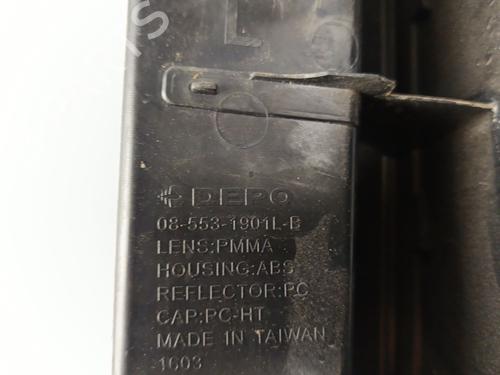 L
DEPO
08-553-1901L-B
LENS:PMMA
HOUSING:ABS
REFLECTOR:PC
CAP:PC-HT
MADE IN TAIWAN
1603